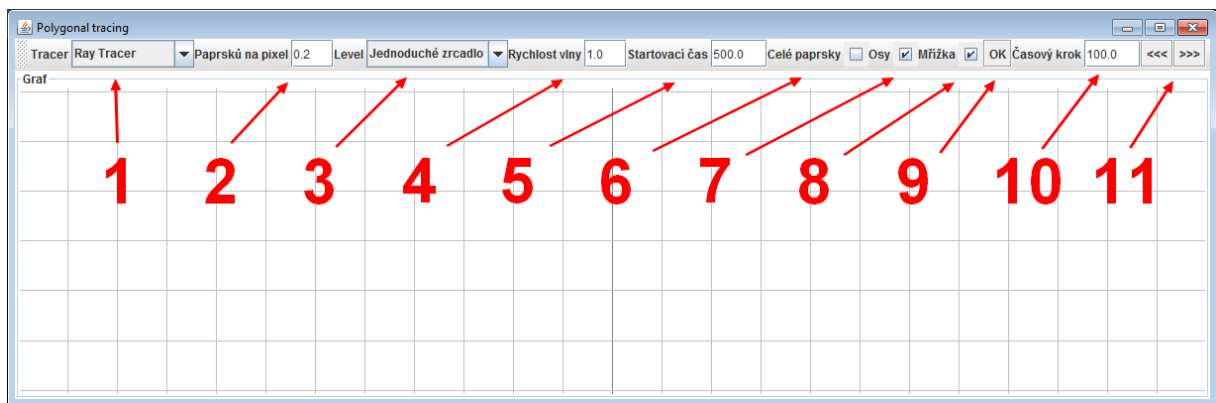 Polygonal tracing
Tracer Ray Tracer Paprsků na pixel 0.2 Level Jednoduché zrcadlo Rychlost vlny 1.0 Startovací čas 500.0 Celé paprsky Osy Mřížka OK Časový krok 100.0 <<< >>>
Graf
1 2 3 4 5 6 7 8 9 10 11